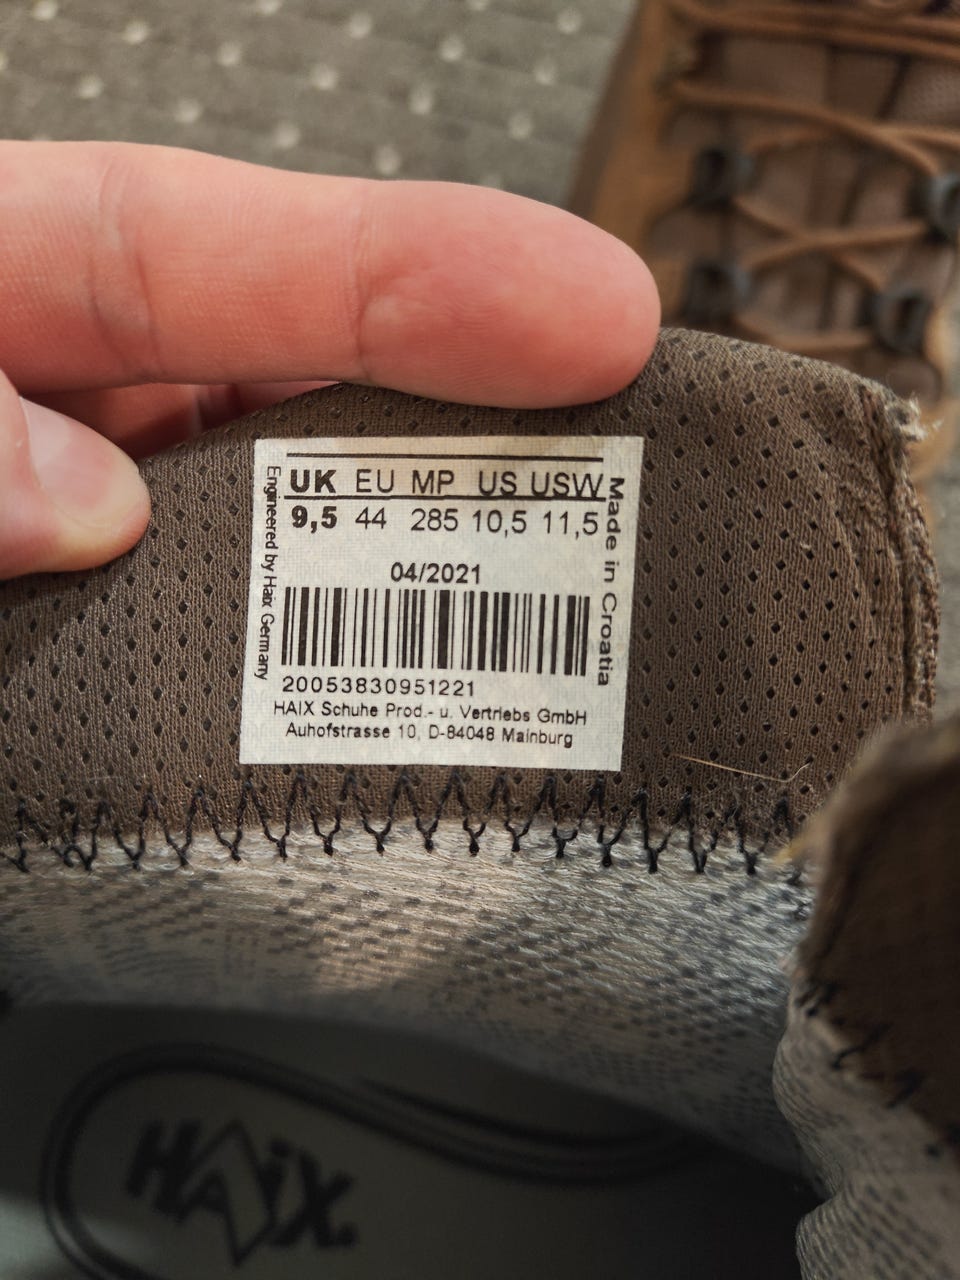 UK EU MP US USW
9,5 44 285 10,5 11,5
04/2021
20053830951221
HAIX Schuhe Prod.- u. Vertriebs GmbH
Auhofstrasse 10, D-84048 Mainburg
Engineered by Haix Germany
Made in Croatia
HAIX